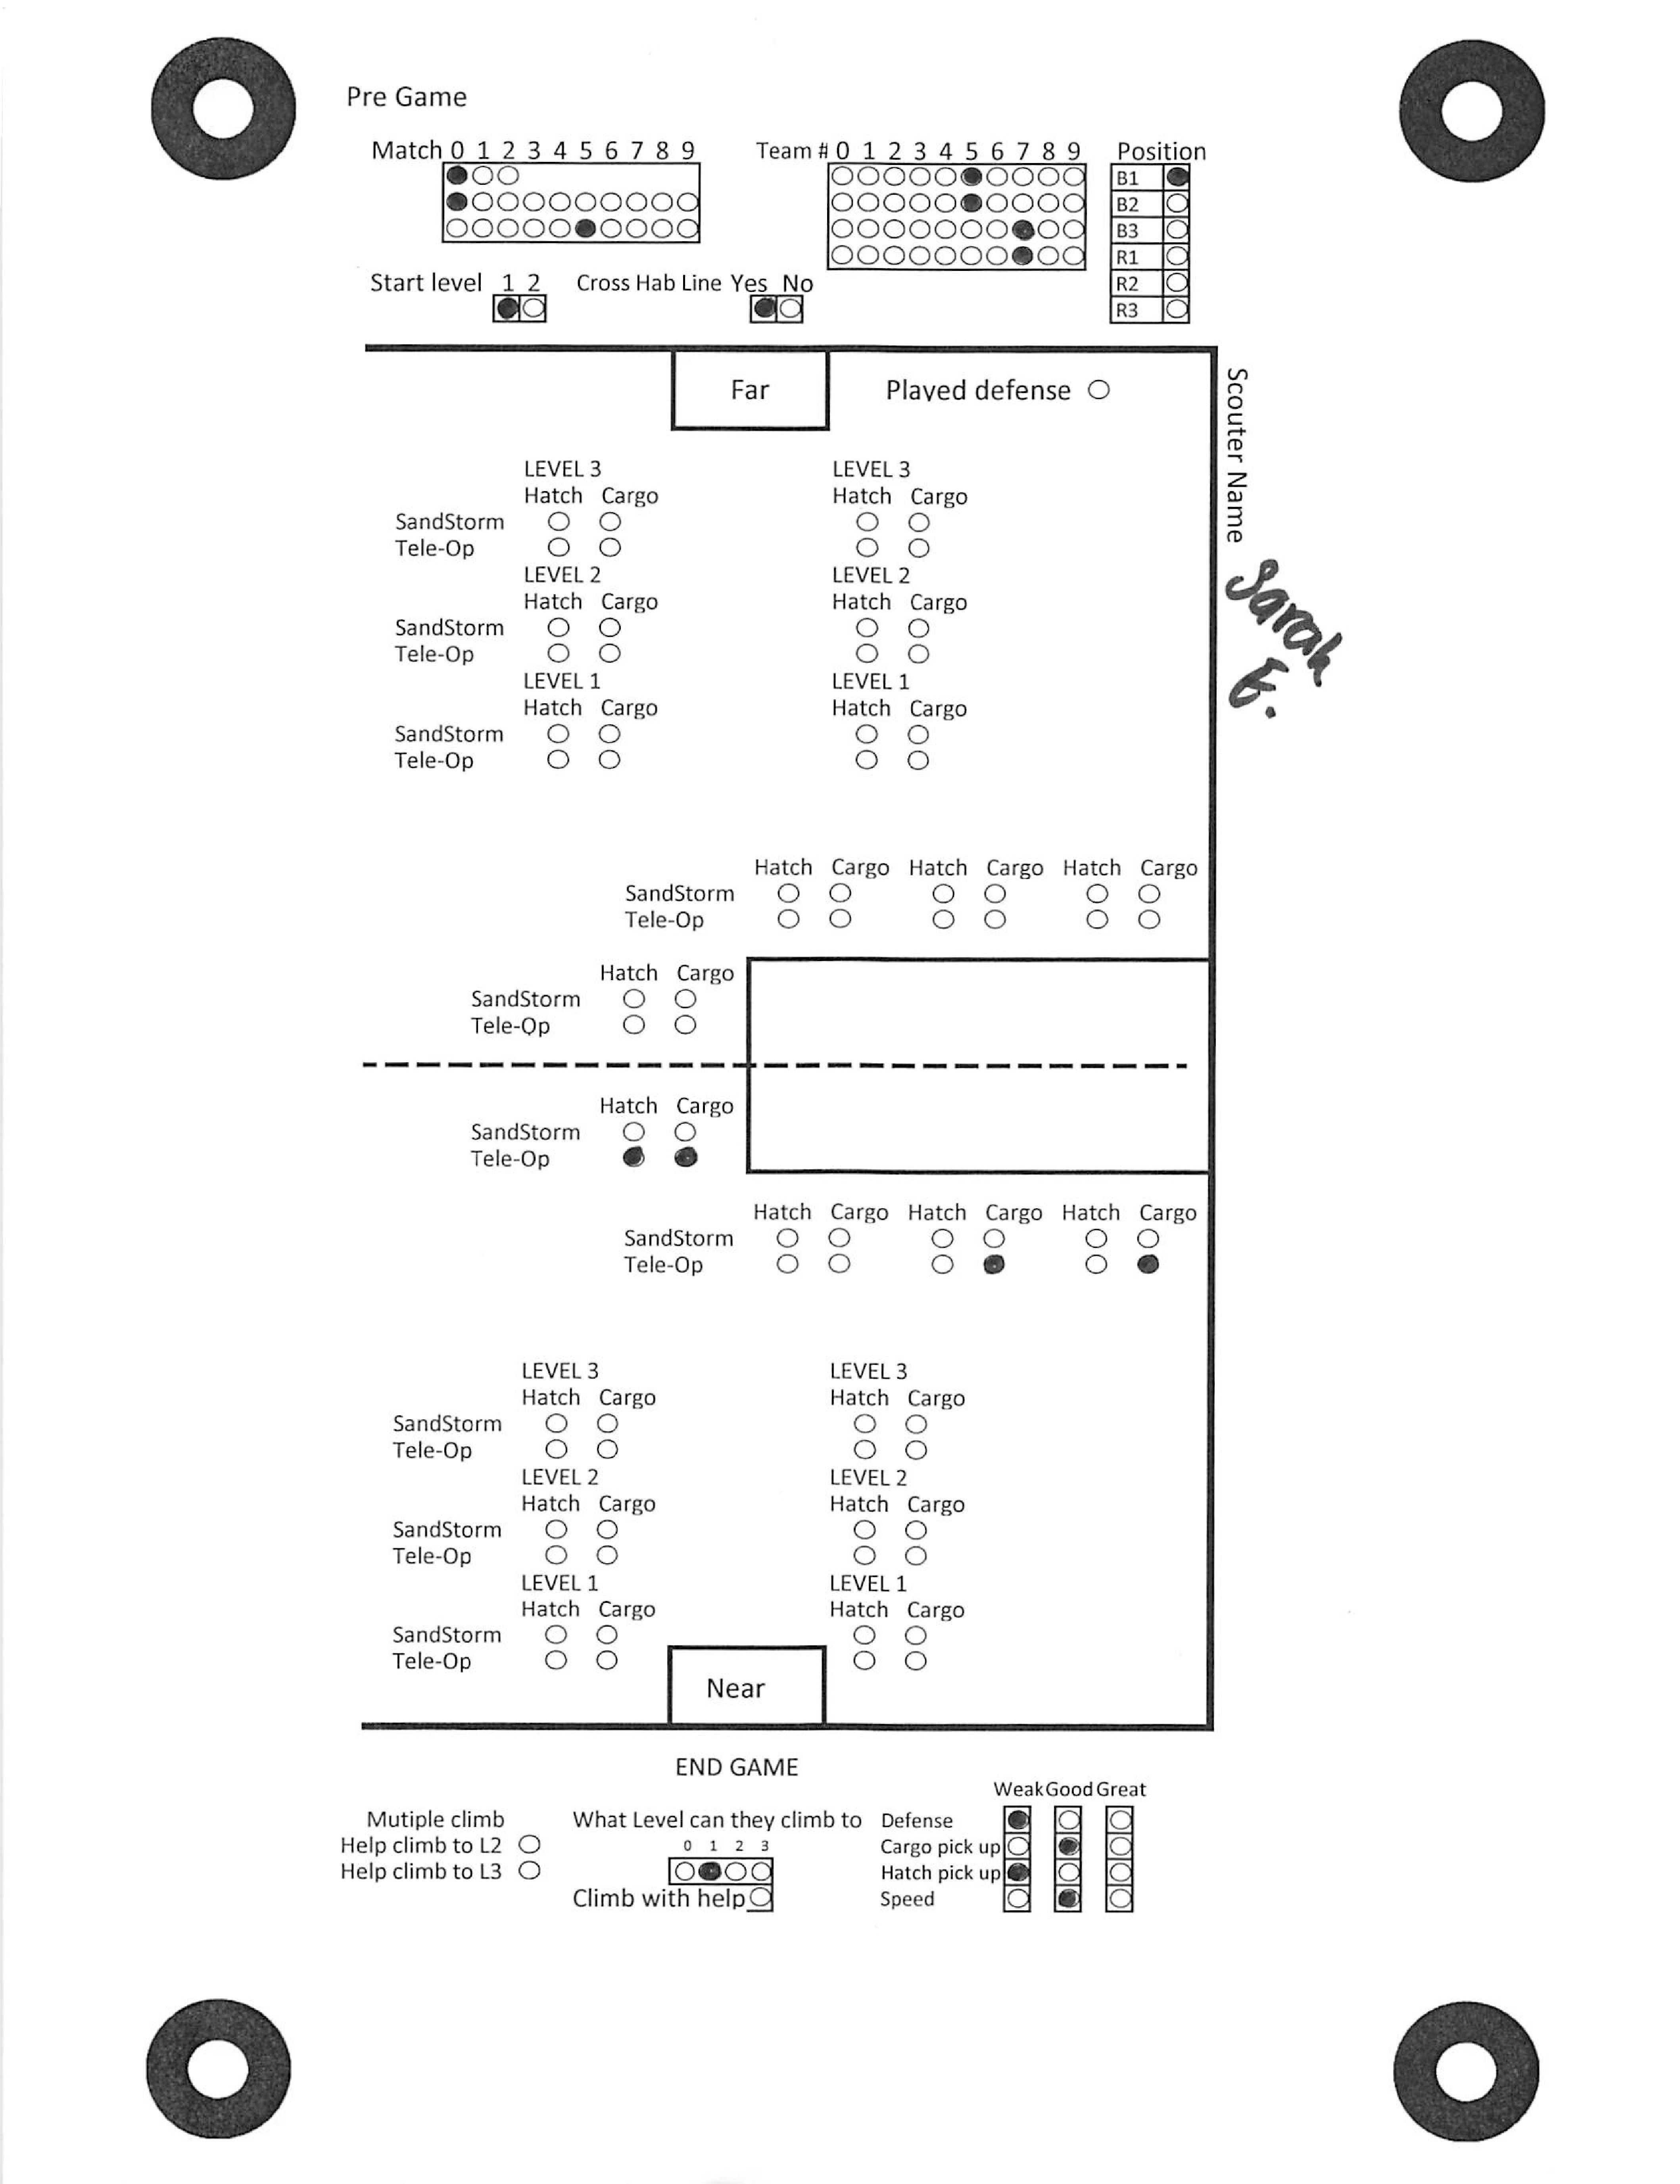 Pre Game
Match 0 1 2 3 4 5 6 7 8 9
Team # 0 1 2 3 4 5 6 7 8 9
Position
B1
B2
B3
R1
R2
R3
Start level 1 2
Cross Hab Line Yes No
Far
Played defense
Scouter Name
Sarah
E.
LEVEL 3 LEVEL 3
Hatch Cargo Hatch Cargo
SandStorm
Tele-Op
LEVEL 2 LEVEL 2
Hatch Cargo Hatch Cargo
SandStorm
Tele-Op
LEVEL 1 LEVEL 1
Hatch Cargo Hatch Cargo
SandStorm
Tele-Op
Hatch Cargo Hatch Cargo Hatch Cargo
SandStorm
Tele-Op
Hatch Cargo
SandStorm
Tele-Op
Hatch Cargo
SandStorm
Tele-Op
Hatch Cargo Hatch Cargo Hatch Cargo
SandStorm
Tele-Op
LEVEL 3 LEVEL 3
Hatch Cargo Hatch Cargo
SandStorm
Tele-Op
LEVEL 2 LEVEL 2
Hatch Cargo Hatch Cargo
SandStorm
Tele-Op
LEVEL 1 LEVEL 1
Hatch Cargo Hatch Cargo
SandStorm
Tele-Op
Near
END GAME
Mutiple climb
Help climb to L2
Help climb to L3
What Level can they climb to
0 1 2 3
Climb with help
Weak Good Great
Defense
Cargo pick up
Hatch pick up
Speed